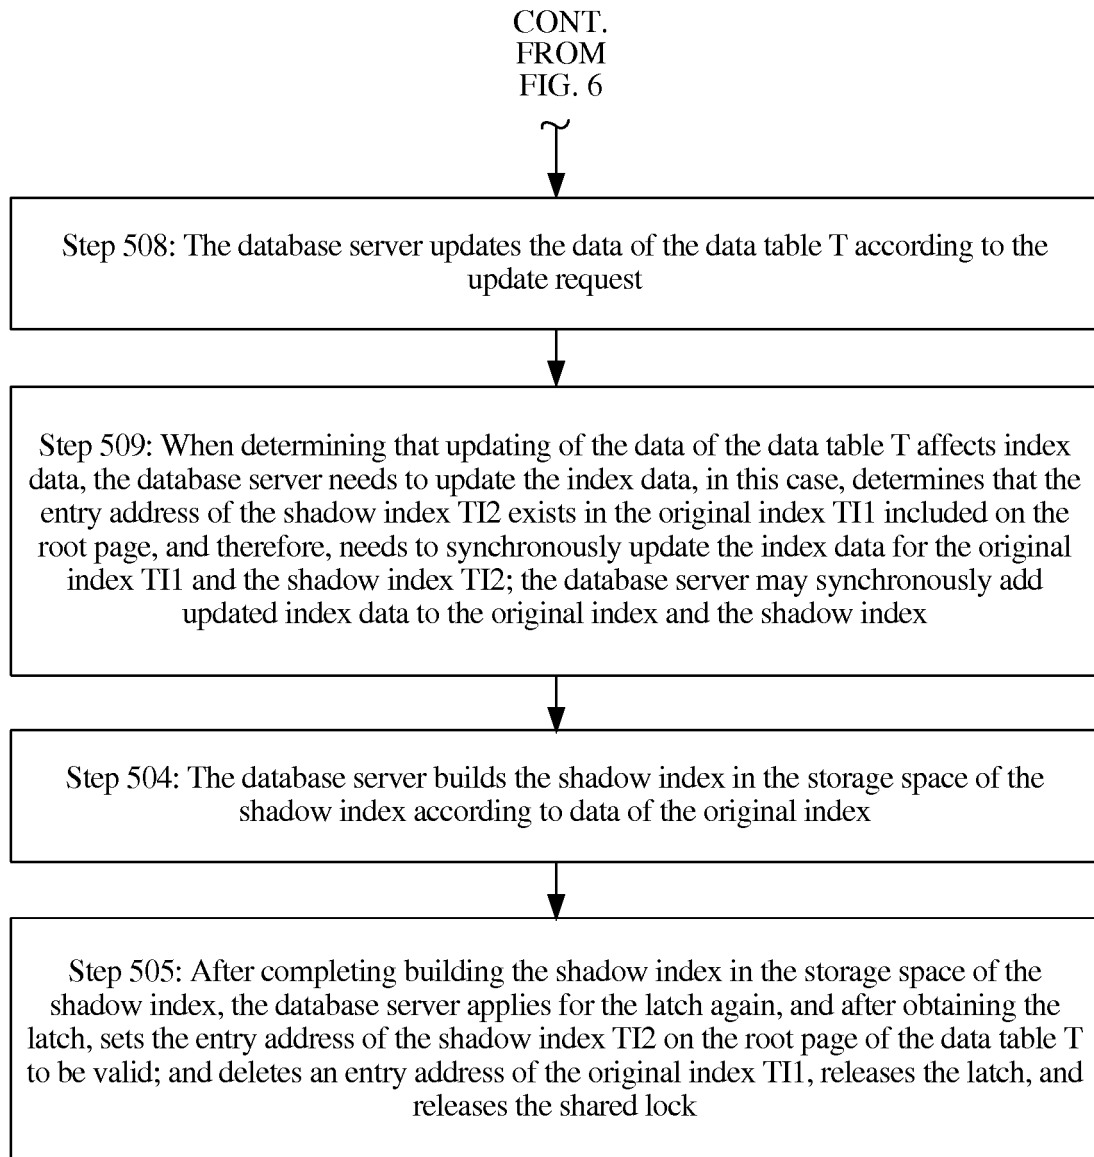 CONT.
FROM
FIG. 6
Step 508: The database server updates the data of the data table T according to the
update request
Step 509: When determining that updating of the data of the data table T affects index
data, the database server needs to update the index data, in this case, determines that the
entry address of the shadow index TI2 exists in the original index TI1 included on the
root page, and therefore, needs to synchronously update the index data for the original
index TI1 and the shadow index TI2; the database server may synchronously add
updated index data to the original index and the shadow index
Step 504: The database server builds the shadow index in the storage space of the
shadow index according to data of the original index
Step 505: After completing building the shadow index in the storage space of the
shadow index, the database server applies for the latch again, and after obtaining the
latch, sets the entry address of the shadow index TI2 on the root page of the data table T
to be valid; and deletes an entry address of the original index TI1, releases the latch, and
releases the shared lock